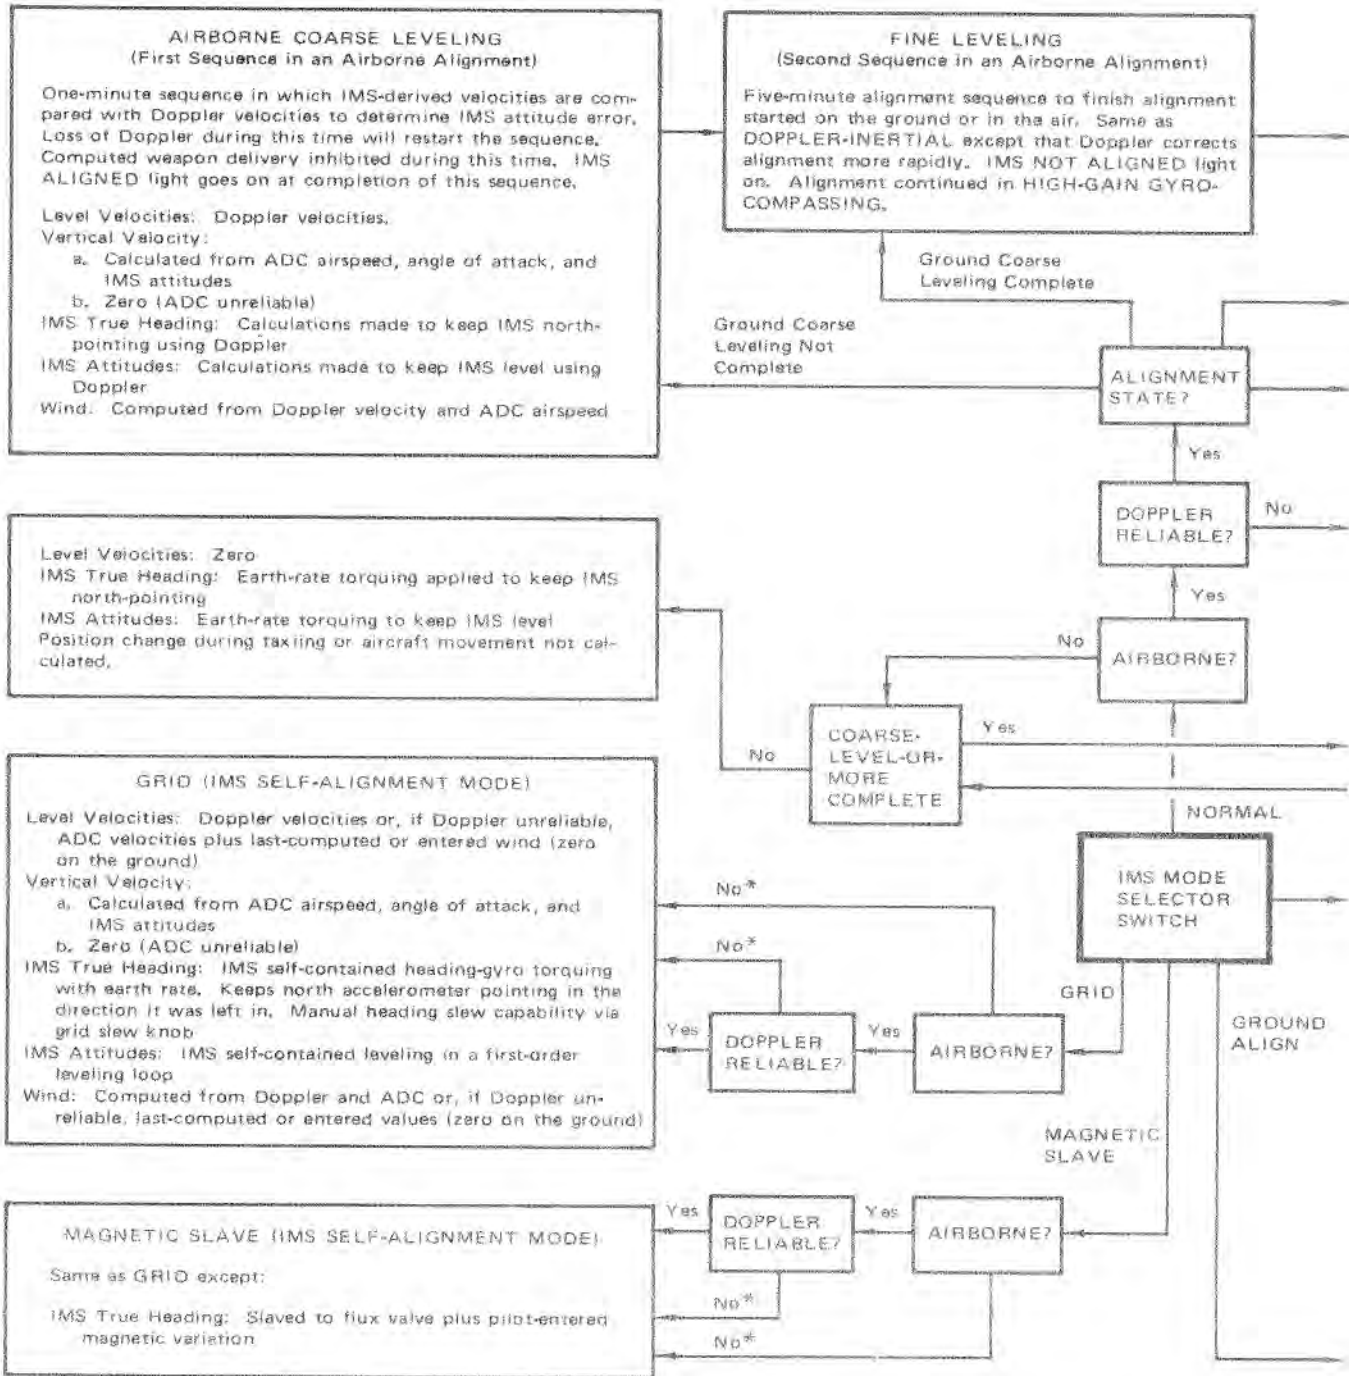 AIRBORNE COARSE LEVELING
(First Sequence in an Airborne Alignment)
One-minute sequence in which IMS-derived velocities are com-
pared with Doppler velocities to determine IMS attitude error.
Loss of Doppler during this time will restart the sequence.
Computed weapon delivery inhibited during this time. IMS
ALIGNED light goes on at completion of this sequence.
Level Velocities: Doppler velocities.
Vertical Velocity:
a. Calculated from ADC airspeed, angle of attack, and
IMS attitudes
b. Zero (ADC unreliable)
IMS True Heading: Calculations made to keep IMS north-
pointing using Doppler
IMS Attitudes: Calculations made to keep IMS level using
Doppler
Wind: Computed from Doppler velocity and ADC airspeed
FINE LEVELING
(Second Sequence in an Airborne Alignment)
Five-minute alignment sequence to finish alignment
started on the ground or in the air. Same as
DOPPLER-INERTIAL except that Doppler corrects
alignment more rapidly. IMS NOT ALIGNED light
on. Alignment continued in HIGH-GAIN GYRO-
COMPASSING.
Ground Coarse
Leveling Complete
Ground Coarse
Leveling Not
Complete
ALIGNMENT
STATE?
Yes
DOPPLER
RELIABLE?
No
Yes
No
AIRBORNE?
Level Velocities: Zero
IMS True Heading: Earth-rate torquing applied to keep IMS
north-pointing
IMS Attitudes: Earth-rate torquing to keep IMS level
Position change during taxiing or aircraft movement not cal-
culated.
No
COARSE-
LEVEL-OR-
MORE
COMPLETE
Yes
NORMAL
IMS MODE
SELECTOR
SWITCH
GRID (IMS SELF-ALIGNMENT MODE)
Level Velocities: Doppler velocities or, if Doppler unreliable,
ADC velocities plus last-computed or entered wind (zero
on the ground)
Vertical Velocity:
a. Calculated from ADC airspeed, angle of attack, and
IMS attitudes
b. Zero (ADC unreliable)
IMS True Heading: IMS self-contained heading-gyro torquing
with earth rate. Keeps north accelerometer pointing in the
direction it was left in. Manual heading slew capability via
grid slew knob
IMS Attitudes: IMS self-contained leveling in a first-order
leveling loop
Wind: Computed from Doppler and ADC or, if Doppler un-
reliable, last-computed or entered values (zero on the ground)
No*
No*
Yes
DOPPLER
RELIABLE?
Yes
AIRBORNE?
GRID
GROUND
ALIGN
MAGNETIC
SLAVE
MAGNETIC SLAVE (IMS SELF-ALIGNMENT MODE)
Same as GRID except:
IMS True Heading: Slaved to flux valve plus pilot-entered
magnetic variation
Yes
DOPPLER
RELIABLE?
Yes
AIRBORNE?
No*
No*